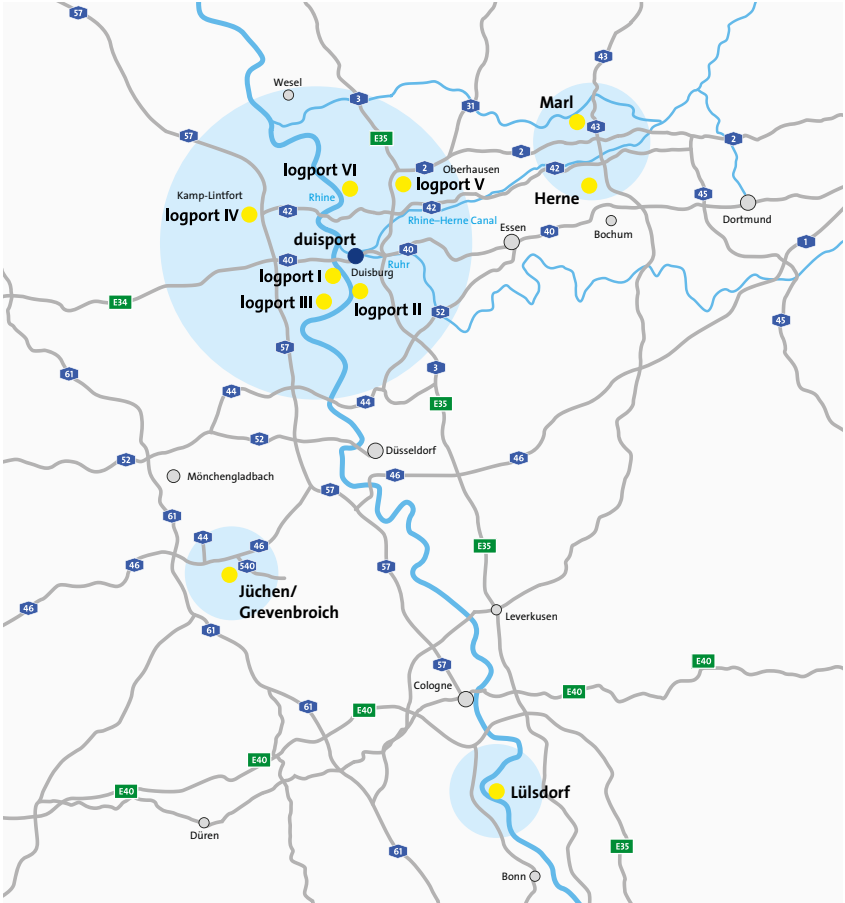 57
43
Wesel
3
31
Marl
43
57
E35
2
2
2
Oberhausen
42
logport VI
logport V
Kamp-Lintfort
Rhine
Herne
45
logport IV
42
42
Rhine–Herne Canal
Dortmund
Essen
40
Bochum
duisport
40
1
40
Ruhr
logport I
Duisburg
E34
logport III
logport II
52
45
57
3
61
44
44
E35
52
Düsseldorf
52
46
46
Mönchengladbach
57
61
44
46
E35
46
540
57
Jüchen/
Grevenbroich
46
Leverkusen
61
57
E40
Cologne
E40
61
E40
E40
E40
Lülsdorf
Düren
E35
61
Bonn